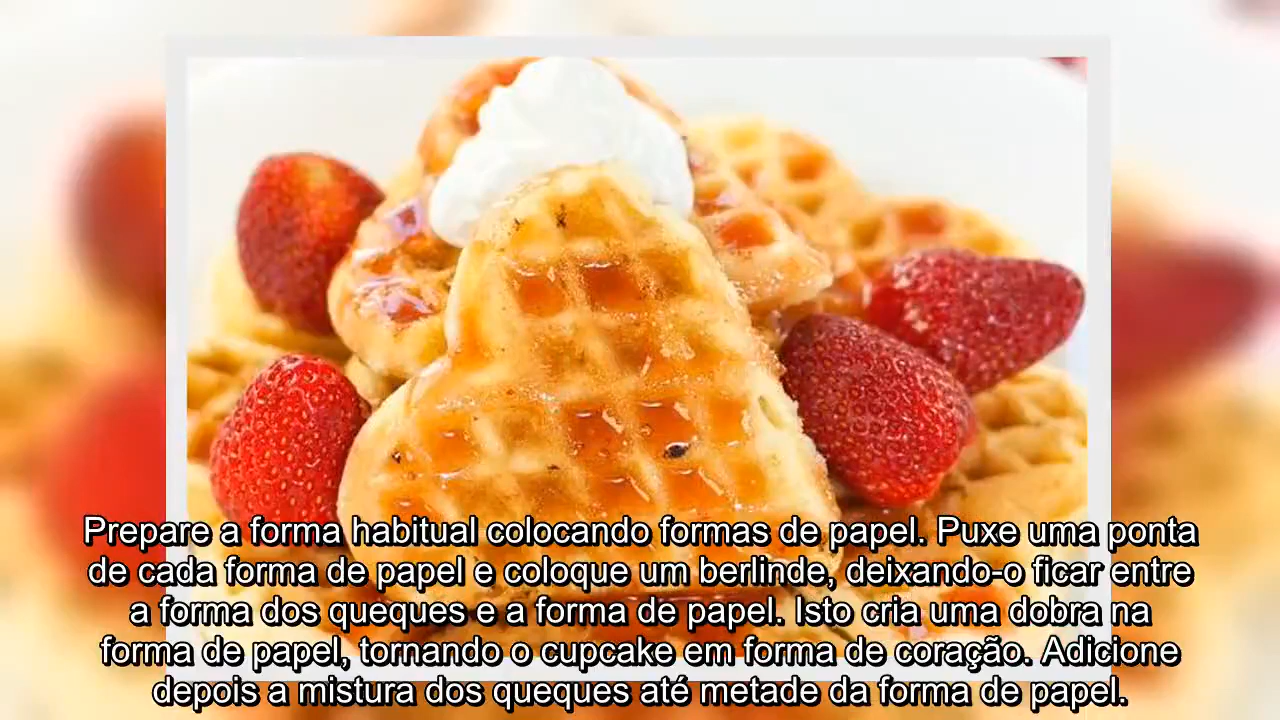 Prepare a forma habitual colocando formas de papel. Puxe uma ponta
de cada forma de papel e coloque um berlinde, deixando-o ficar entre
a forma dos queques e a forma de papel. Isto cria uma dobra na
forma de papel, tornando o cupcake em forma de coração. Adicione
depois a mistura dos queques até metade da forma de papel.